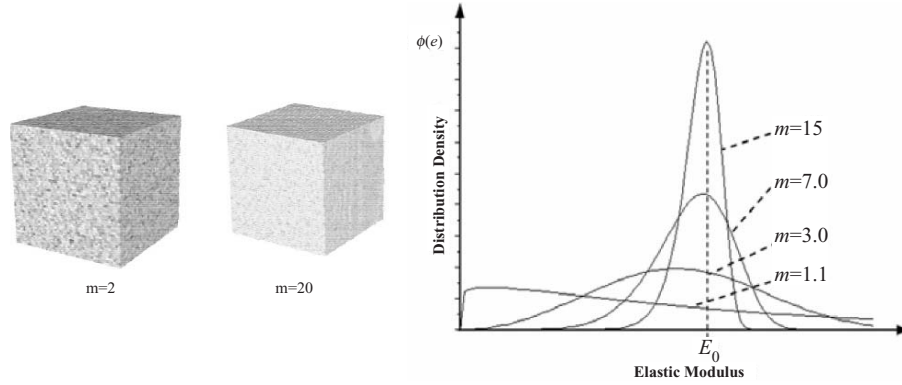 m=2
m=20
ϕ(e)
Distribution Density
m=15
m=7.0
m=3.0
m=1.1
E₀
Elastic Modulus